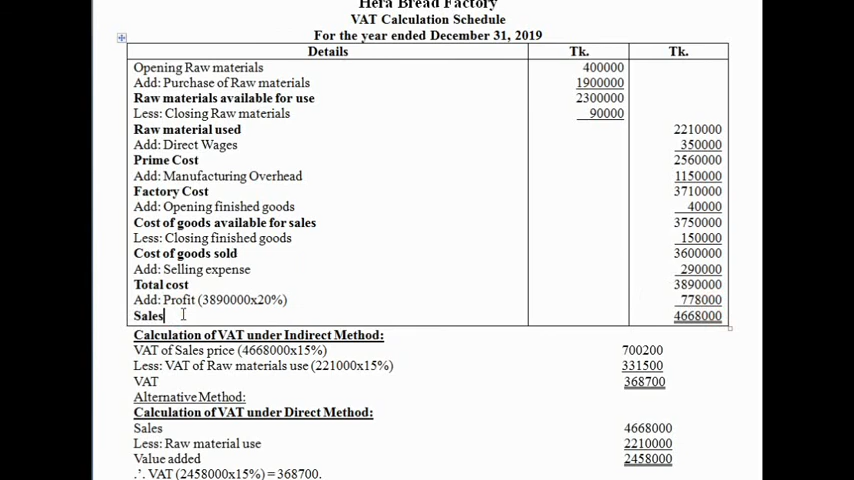 Hera Bread Factory
VAT Calculation Schedule
For the year ended December 31, 2019
Details Tk. Tk.
Opening Raw materials 400000
Add: Purchase of Raw materials 1900000
Raw materials available for use 2300000
Less: Closing Raw materials 90000
Raw material used 2210000
Add: Direct Wages 350000
Prime Cost 2560000
Add: Manufacturing Overhead 1150000
Factory Cost 3710000
Add: Opening finished goods 40000
Cost of goods available for sales 3750000
Less: Closing finished goods 150000
Cost of goods sold 3600000
Add: Selling expense 290000
Total cost 3890000
Add: Profit (3890000x20%) 778000
Sales 4668000
Calculation of VAT under Indirect Method:
VAT of Sales price (4668000x15%) 700200
Less: VAT of Raw materials use (221000x15%) 331500
VAT 368700
Alternative Method:
Calculation of VAT under Direct Method:
Sales 4668000
Less: Raw material use 2210000
Value added 2458000
∴ VAT (2458000x15%) = 368700.